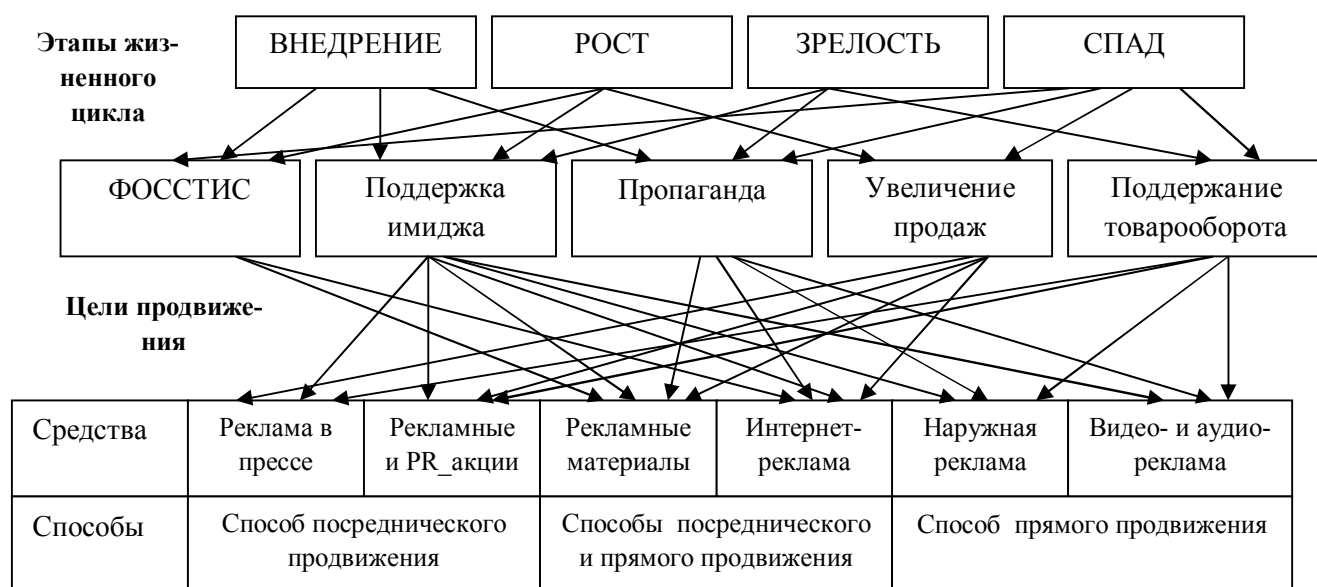 Этапы жиз-
ненного
цикла
ВНЕДРЕНИЕ
РОСТ
ЗРЕЛОСТЬ
СПАД
ФОССТИС
Поддержка
имиджа
Пропаганда
Увеличение
продаж
Поддержание
товарооборота
Цели продвиже-
ния
Средства
Реклама в
прессе
Рекламные
и PR_акции
Рекламные
материалы
Интернет-
реклама
Наружная
реклама
Видео- и аудио-
реклама
Способы
Способ посреднического
продвижения
Способы посреднического
и прямого продвижения
Способ прямого продвижения